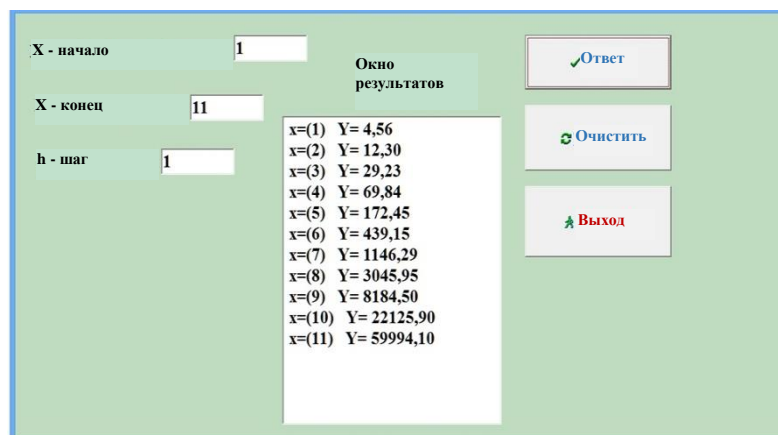 X - начало
1
X - конец
11
h - шаг
1
Окно
результатов
x=(1) Y= 4,56
x=(2) Y= 12,30
x=(3) Y= 29,23
x=(4) Y= 69,84
x=(5) Y= 172,45
x=(6) Y= 439,15
x=(7) Y= 1146,29
x=(8) Y= 3045,95
x=(9) Y= 8184,50
x=(10) Y= 22125,90
x=(11) Y= 59994,10
Ответ
Очистить
Выход